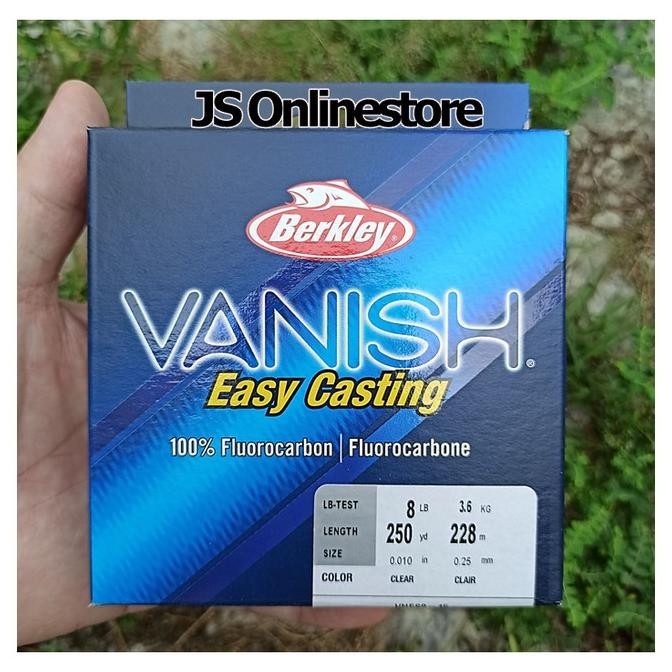 JS Onlinestore
Berkley®
VANISH®
Easy Casting
100% Fluorocarbon | Fluorocarbone
LB-TEST 8 LB 3.6 KG
LENGTH 250 yd 228 m
SIZE 0.010 in 0.25 mm
COLOR CLEAR CLAIR